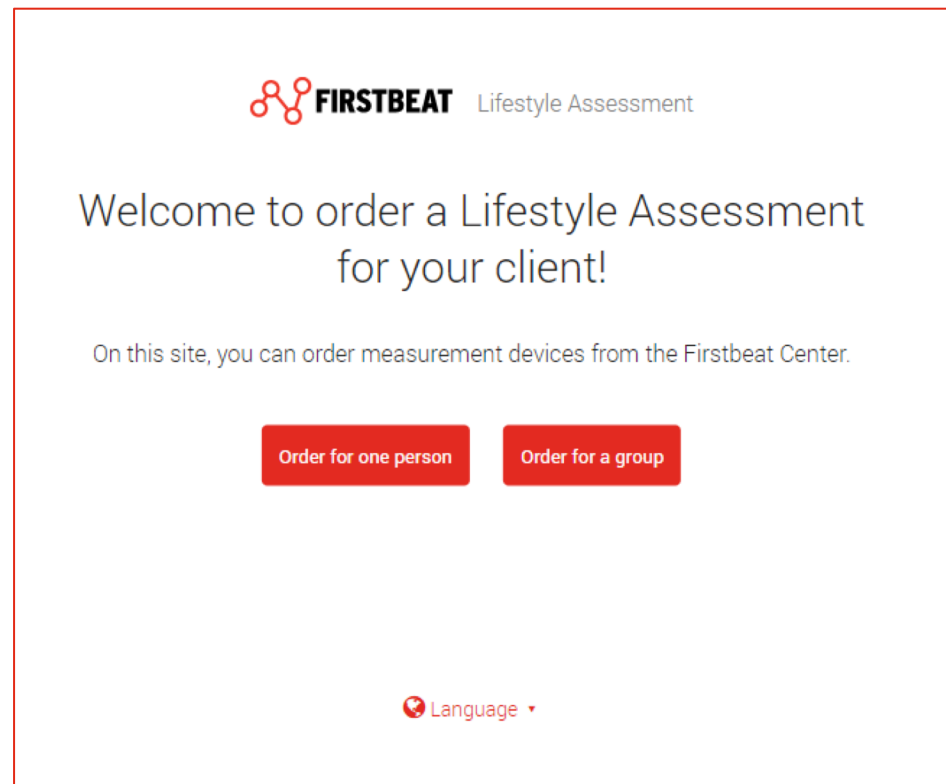 FIRSTBEAT Lifestyle Assessment
Welcome to order a Lifestyle Assessment
for your client!
On this site, you can order measurement devices from the Firstbeat Center.
Order for one person Order for a group
Language